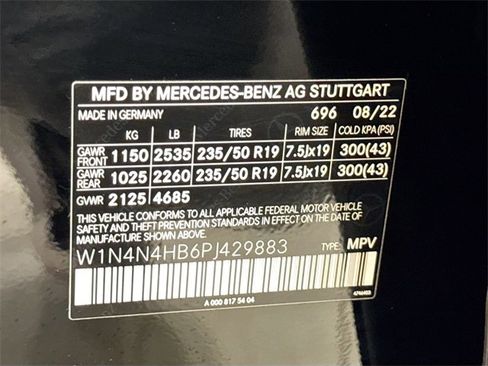 MFD BY MERCEDES-BENZ AG STUTTGART
MADE IN GERMANY 696 08/22
KG LB TIRES RIM SIZE COLD KPA(PSI)
GAWR FRONT 1150 2535 235/50 R19 7.5Jx19 300(43)
GAWR REAR 1025 2260 235/50 R19 7.5Jx19 300(43)
GVWR 2125 4685
THIS VEHICLE CONFORMS TO ALL APPLICABLE FEDERAL MOTOR VEHICLE
SAFETY AND THEFT PREVENTION STANDARDS IN EFFECT ON THE DATE
OF MANUFACTURE SHOWN ABOVE.
W1N4N4HB6PJ429883 TYPE: MPV
A 000 817 54 04